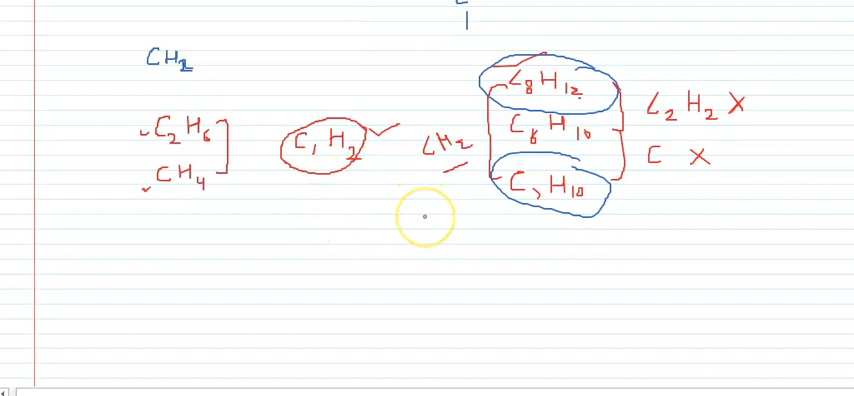 CH₂
C₂H₆
CH₄
C₁H₂ ✓
CH₂
C₈H₁₂
C₆H₁₀
C₇H₁₀
C₂H₂ X
C X